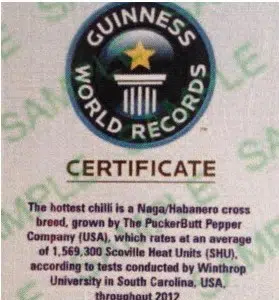 GUINNESS
WORLD RECORDS
TM
CERTIFICATE
The hottest chilli is a Naga/Habanero cross
breed, grown by The PuckerButt Pepper
Company (USA), which rates at an average
of 1,569,300 Scoville Heat Units (SHU),
according to tests conducted by Winthrop
University in South Carolina, USA,
throughout 2012